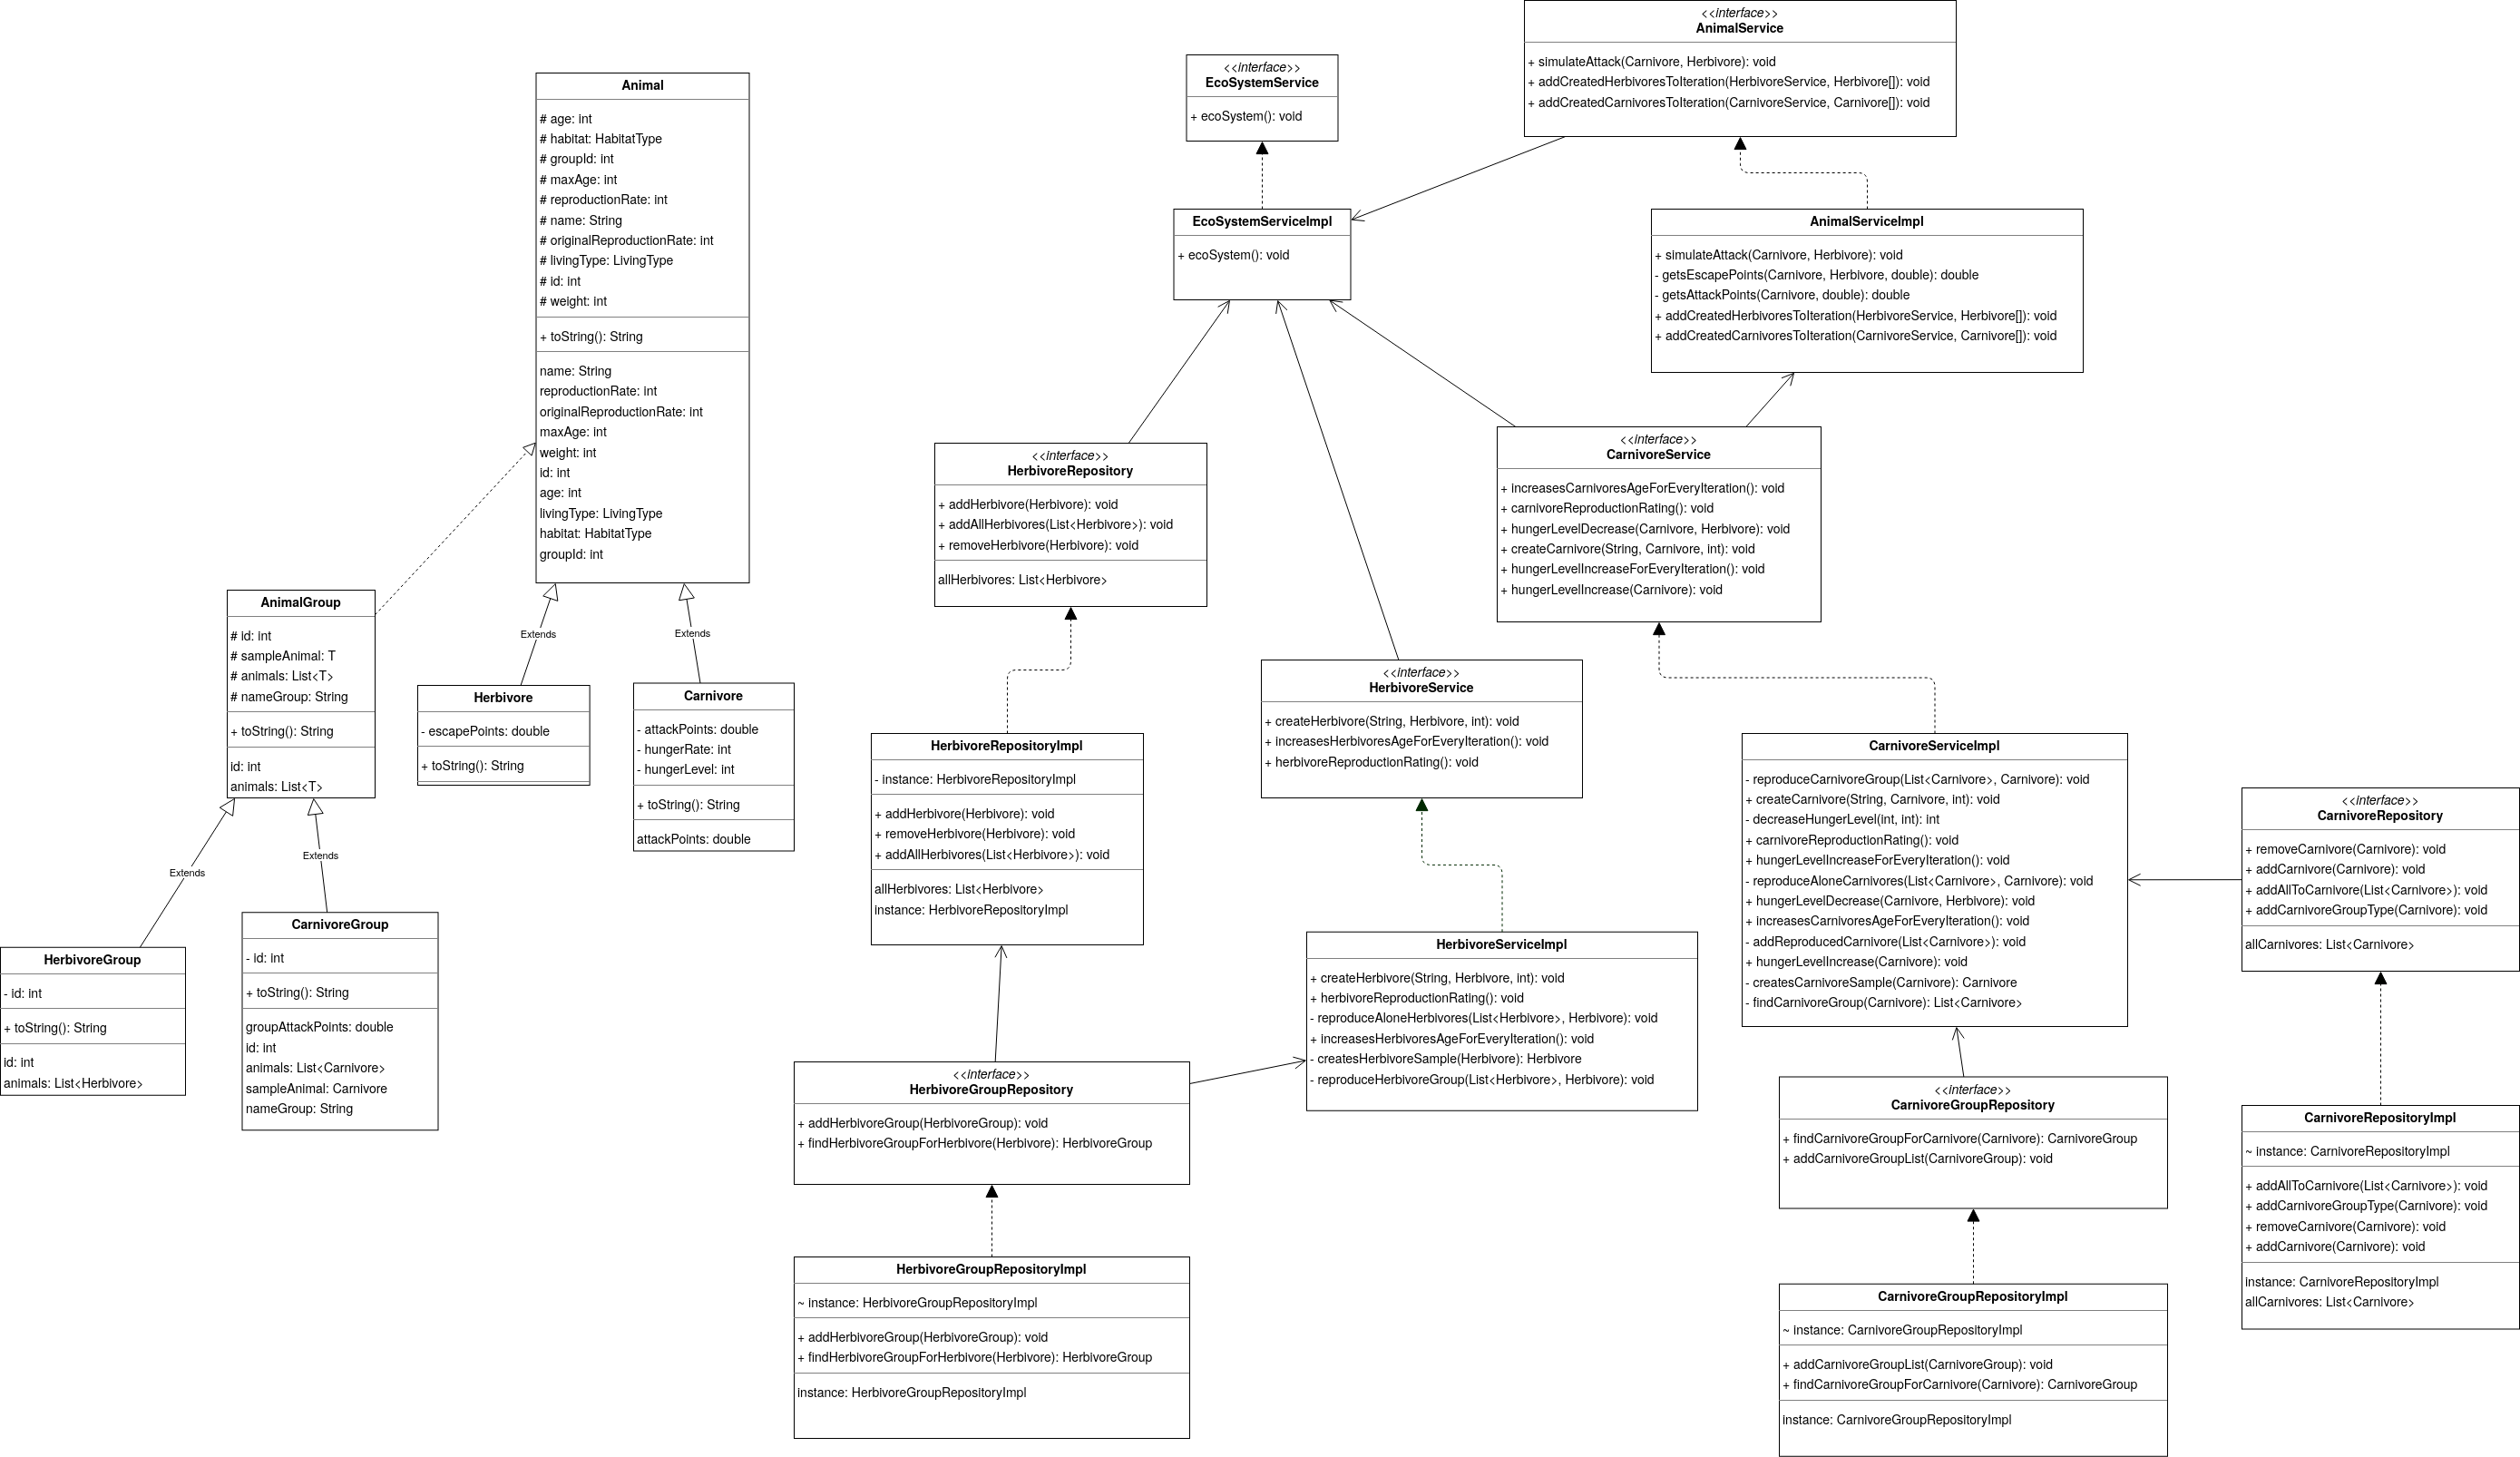 Animal
# age: int
# habitat: HabitatType
# groupId: int
# maxAge: int
# reproductionRate: int
# name: String
# originalReproductionRate: int
# livingType: LivingType
# id: int
# weight: int
+ toString(): String
name: String
reproductionRate: int
originalReproductionRate: int
maxAge: int
weight: int
id: int
age: int
livingType: LivingType
habitat: HabitatType
groupId: int
AnimalGroup
# id: int
# sampleAnimal: T
# animals: List<T>
# nameGroup: String
+ toString(): String
id: int
animals: List<T>
Extends
Extends
Herbivore
- escapePoints: double
+ toString(): String
Carnivore
- attackPoints: double
- hungerRate: int
- hungerLevel: int
+ toString(): String
attackPoints: double
Extends
Extends
HerbivoreGroup
- id: int
+ toString(): String
id: int
animals: List<Herbivore>
CarnivoreGroup
- id: int
+ toString(): String
groupAttackPoints: double
id: int
animals: List<Carnivore>
sampleAnimal: Carnivore
nameGroup: String
<<interface>>
EcoSystemService
+ ecoSystem(): void
<<interface>>
AnimalService
+ simulateAttack(Carnivore, Herbivore): void
+ addCreatedHerbivoresToIteration(HerbivoreService, Herbivore[]): void
+ addCreatedCarnivoresToIteration(CarnivoreService, Carnivore[]): void
EcoSystemServiceImpl
+ ecoSystem(): void
AnimalServiceImpl
+ simulateAttack(Carnivore, Herbivore): void
- getsEscapePoints(Carnivore, Herbivore, double): double
- getsAttackPoints(Carnivore, double): double
+ addCreatedHerbivoresToIteration(HerbivoreService, Herbivore[]): void
+ addCreatedCarnivoresToIteration(CarnivoreService, Carnivore[]): void
<<interface>>
HerbivoreRepository
+ addHerbivore(Herbivore): void
+ addAllHerbivores(List<Herbivore>): void
+ removeHerbivore(Herbivore): void
allHerbivores: List<Herbivore>
<<interface>>
CarnivoreService
+ increasesCarnivoresAgeForEveryIteration(): void
+ carnivoreReproductionRating(): void
+ hungerLevelDecrease(Carnivore, Herbivore): void
+ createCarnivore(String, Carnivore, int): void
+ hungerLevelIncreaseForEveryIteration(): void
+ hungerLevelIncrease(Carnivore): void
<<interface>>
HerbivoreService
+ createHerbivore(String, Herbivore, int): void
+ increasesHerbivoresAgeForEveryIteration(): void
+ herbivoreReproductionRating(): void
HerbivoreRepositoryImpl
- instance: HerbivoreRepositoryImpl
+ addHerbivore(Herbivore): void
+ removeHerbivore(Herbivore): void
+ addAllHerbivores(List<Herbivore>): void
allHerbivores: List<Herbivore>
instance: HerbivoreRepositoryImpl
CarnivoreServiceImpl
- reproduceCarnivoreGroup(List<Carnivore>, Carnivore): void
+ createCarnivore(String, Carnivore, int): void
- decreaseHungerLevel(int, int): int
+ carnivoreReproductionRating(): void
+ hungerLevelIncreaseForEveryIteration(): void
- reproduceAloneCarnivores(List<Carnivore>, Carnivore): void
+ hungerLevelDecrease(Carnivore, Herbivore): void
+ increasesCarnivoresAgeForEveryIteration(): void
- addReproducedCarnivore(List<Carnivore>): void
+ hungerLevelIncrease(Carnivore): void
- createsCarnivoreSample(Carnivore): Carnivore
- findCarnivoreGroup(Carnivore): List<Carnivore>
<<interface>>
CarnivoreRepository
+ removeCarnivore(Carnivore): void
+ addCarnivore(Carnivore): void
+ addAllToCarnivore(List<Carnivore>): void
+ addCarnivoreGroupType(Carnivore): void
allCarnivores: List<Carnivore>
HerbivoreServiceImpl
+ createHerbivore(String, Herbivore, int): void
+ herbivoreReproductionRating(): void
- reproduceAloneHerbivores(List<Herbivore>, Herbivore): void
+ increasesHerbivoresAgeForEveryIteration(): void
- createsHerbivoreSample(Herbivore): Herbivore
- reproduceHerbivoreGroup(List<Herbivore>, Herbivore): void
<<interface>>
HerbivoreGroupRepository
+ addHerbivoreGroup(HerbivoreGroup): void
+ findHerbivoreGroupForHerbivore(Herbivore): HerbivoreGroup
<<interface>>
CarnivoreGroupRepository
+ findCarnivoreGroupForCarnivore(Carnivore): CarnivoreGroup
+ addCarnivoreGroupList(CarnivoreGroup): void
CarnivoreRepositoryImpl
~ instance: CarnivoreRepositoryImpl
+ addAllToCarnivore(List<Carnivore>): void
+ addCarnivoreGroupType(Carnivore): void
+ removeCarnivore(Carnivore): void
+ addCarnivore(Carnivore): void
instance: CarnivoreRepositoryImpl
allCarnivores: List<Carnivore>
HerbivoreGroupRepositoryImpl
~ instance: HerbivoreGroupRepositoryImpl
+ addHerbivoreGroup(HerbivoreGroup): void
+ findHerbivoreGroupForHerbivore(Herbivore): HerbivoreGroup
instance: HerbivoreGroupRepositoryImpl
CarnivoreGroupRepositoryImpl
~ instance: CarnivoreGroupRepositoryImpl
+ addCarnivoreGroupList(CarnivoreGroup): void
+ findCarnivoreGroupForCarnivore(Carnivore): CarnivoreGroup
instance: CarnivoreGroupRepositoryImpl